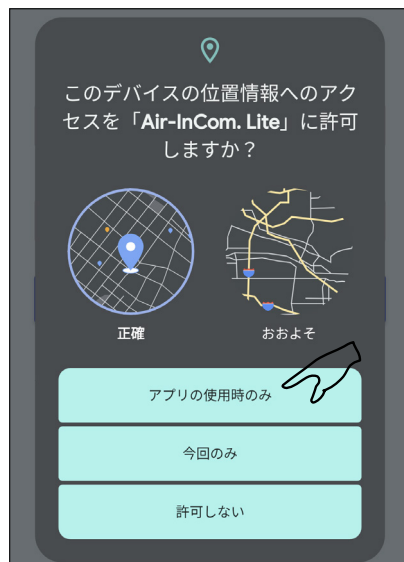 このデバイスの位置情報へのアク
セスを「Air-InCom. Lite」に許可
しますか？
正確
おおよそ
アプリの使用時のみ
今回のみ
許可しない